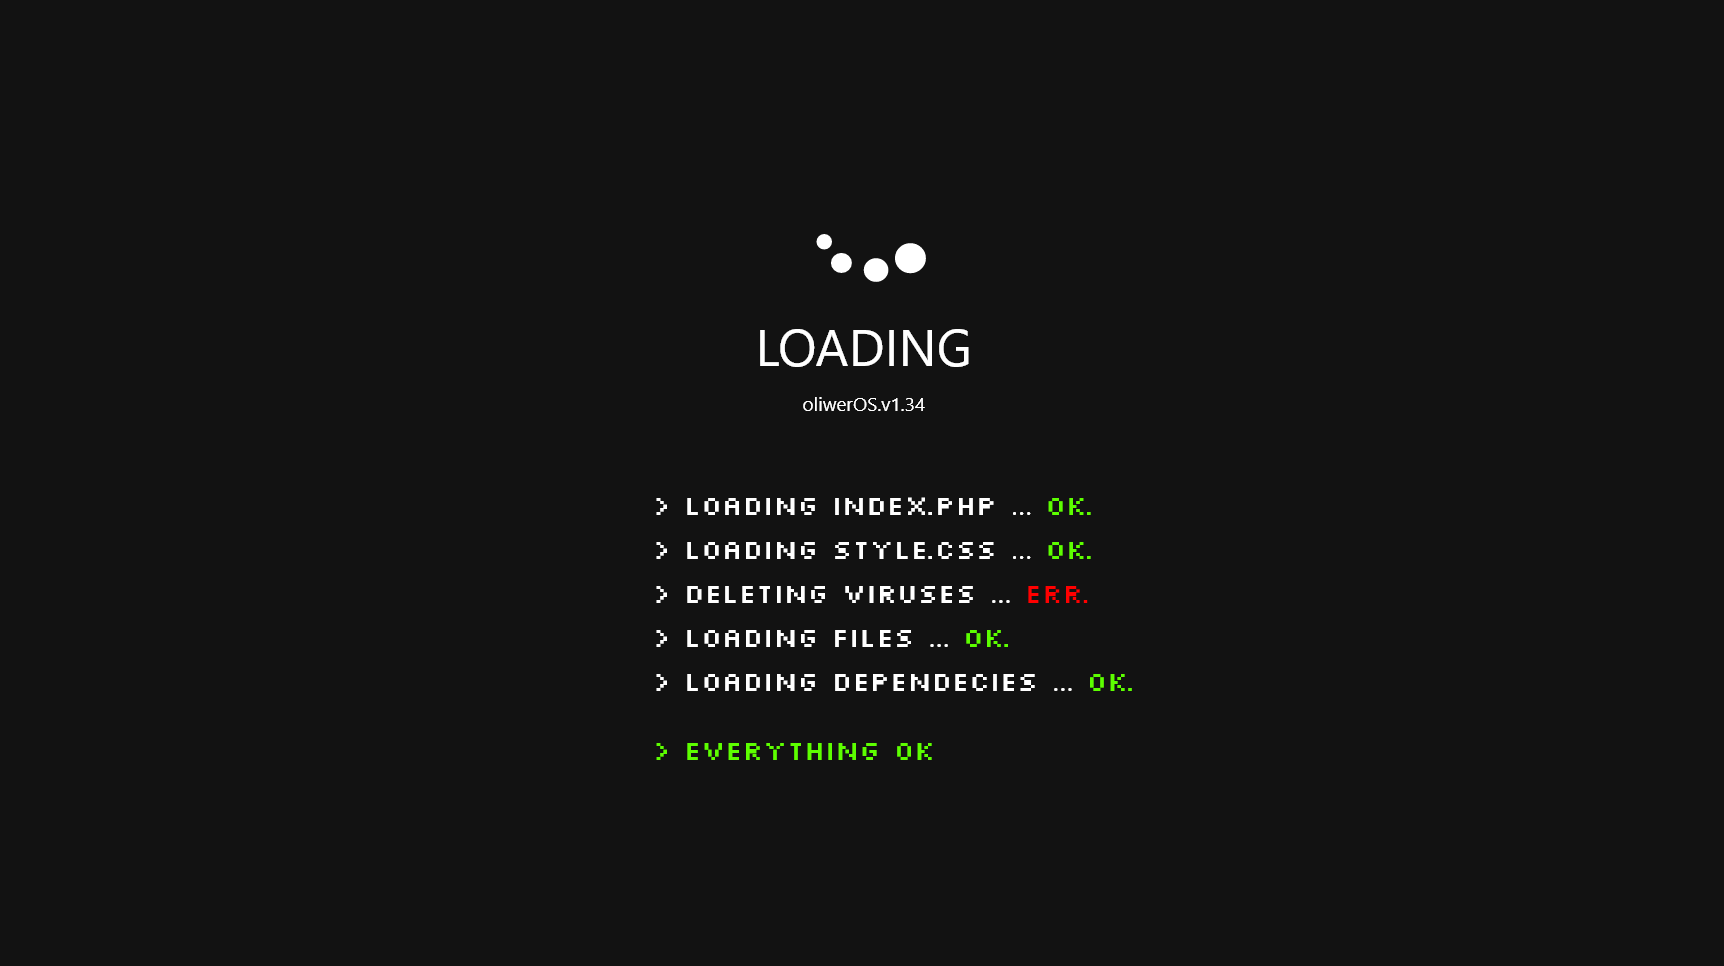 LOADING
oliwerOS.v1.34
> LOADING INDEX.PHP ... OK.
> LOADING STYLE.CSS ... OK.
> DELETING VIRUSES ... ERR.
> LOADING FILES ... OK.
> LOADING DEPENDECIES ... OK.
> EVERYTHING OK